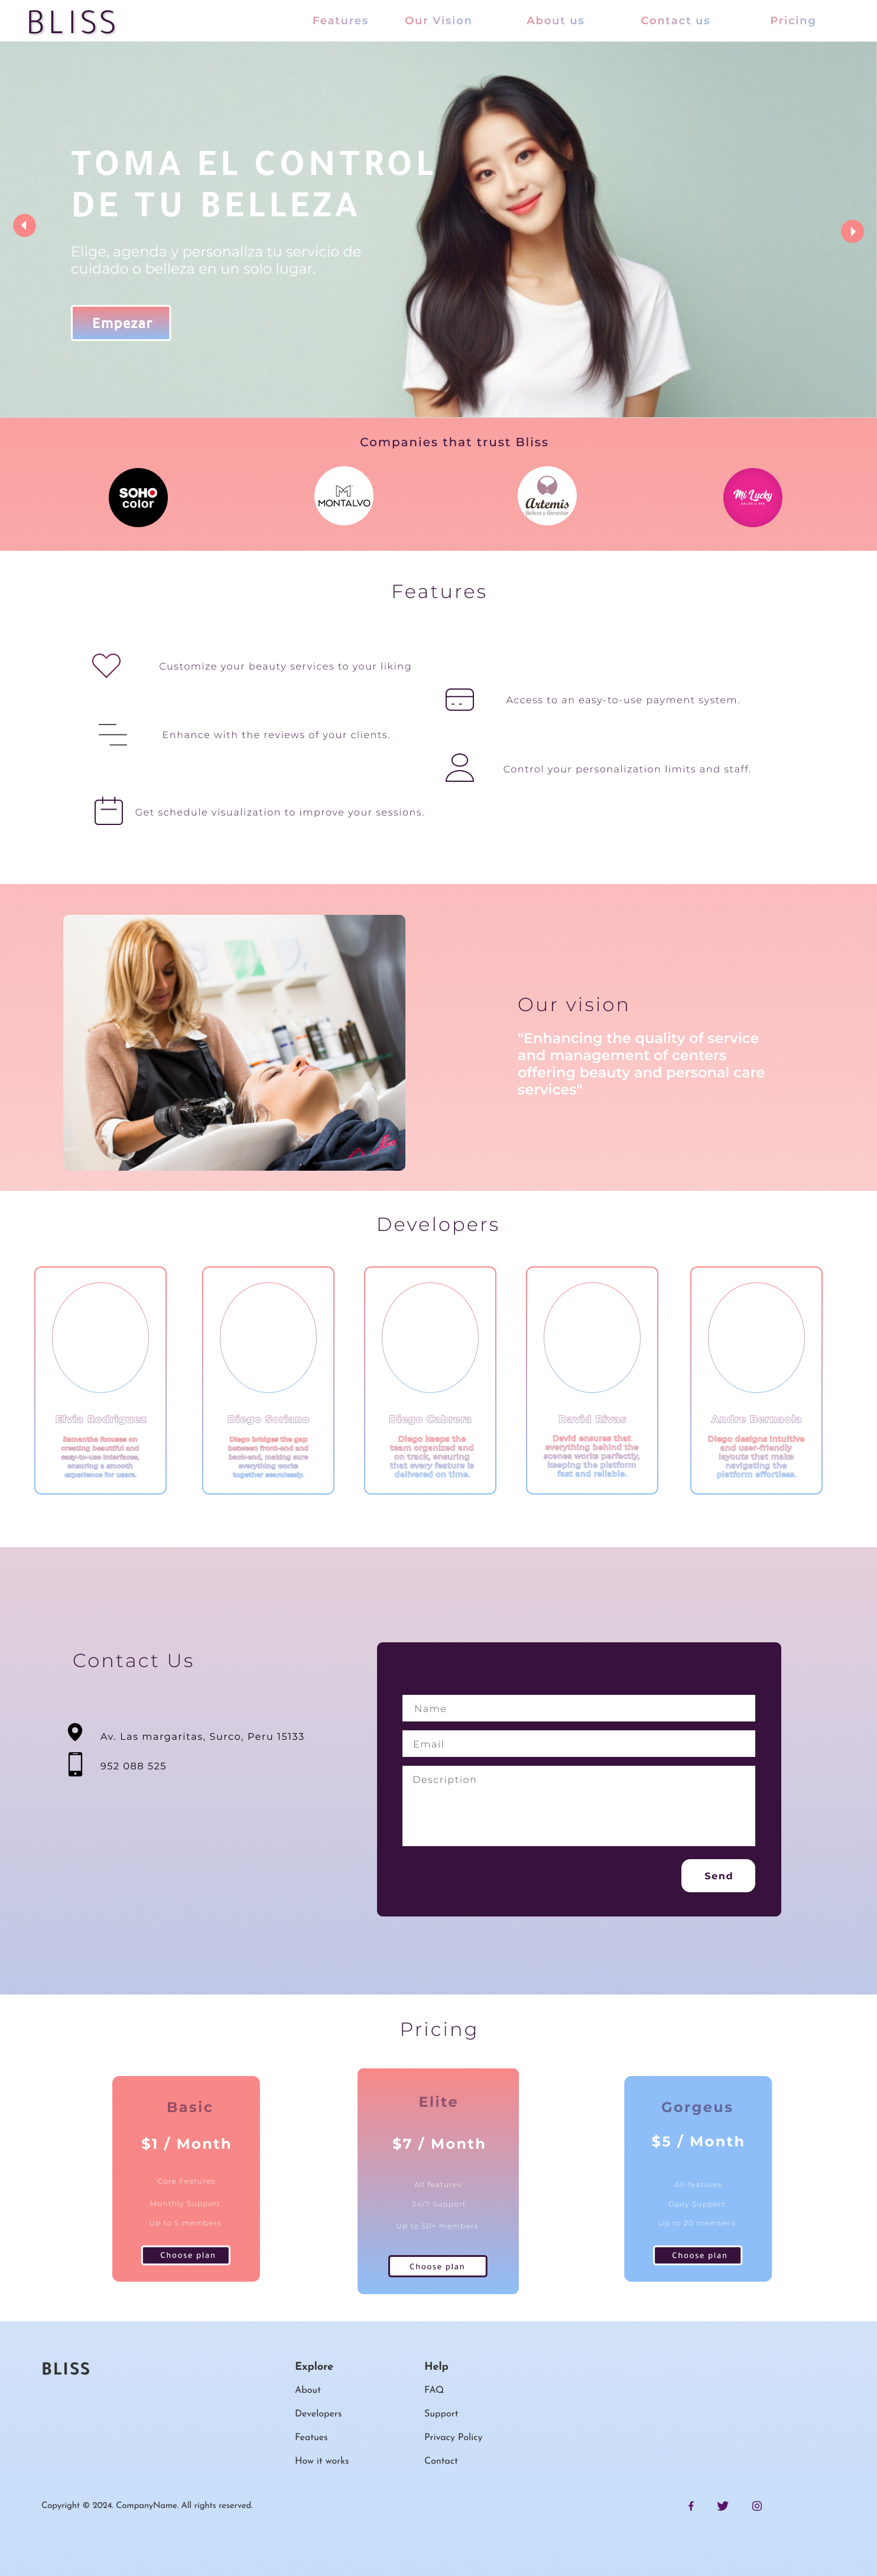 BLISS
Features
Our Vision
About us
Contact us
Pricing
TOMA EL CONTROL
DE TU BELLEZA
Elige, agenda y personaliza tu servicio de
cuidado o belleza en un solo lugar.
Empezar
Companies that trust Bliss
SOHO
color
M
MONTALVO
Artemis
Belleza y Bienestar
Mi Lucky
SALON & SPA
Features
Customize your beauty services to your liking
Access to an easy-to-use payment system.
Enhance with the reviews of your clients.
Control your personalization limits and staff.
Get schedule visualization to improve your sessions.
Our vision
"Enhancing the quality of service
and management of centers
offering beauty and personal care
services"
Developers
Elvia Rodriguez
Samantha focuses on
creating beautiful and
easy-to-use interfaces,
ensuring a smooth
experience for users.
Diego Soriano
Diego bridges the gap
between front-end and
back-end, making sure
everything works
together seamlessly.
Diego Cabrera
Diego keeps the
team organized and
on track, ensuring
that every feature is
delivered on time.
David Rivas
David ensures that
everything behind the
scenes works perfectly,
keeping the platform
fast and reliable.
Andre Bernaola
Diego designs intuitive
and user-friendly
layouts that make
navigating the
platform effortless.
Contact Us
Av. Las margaritas, Surco, Peru 15133
952 088 525
Name
Email
Description
Send
Pricing
Basic
$1 / Month
Core Features
Monthly Support
Up to 5 members
Choose plan
Elite
$7 / Month
All features
24/7 Support
Up to 50+ members
Choose plan
Gorgeus
$5 / Month
All features
Daily Support
Up to 20 members
Choose plan
BLISS
Explore
About
Developers
Featues
How it works
Help
FAQ
Support
Privacy Policy
Contact
Copyright © 2024. CompanyName. All rights reserved.